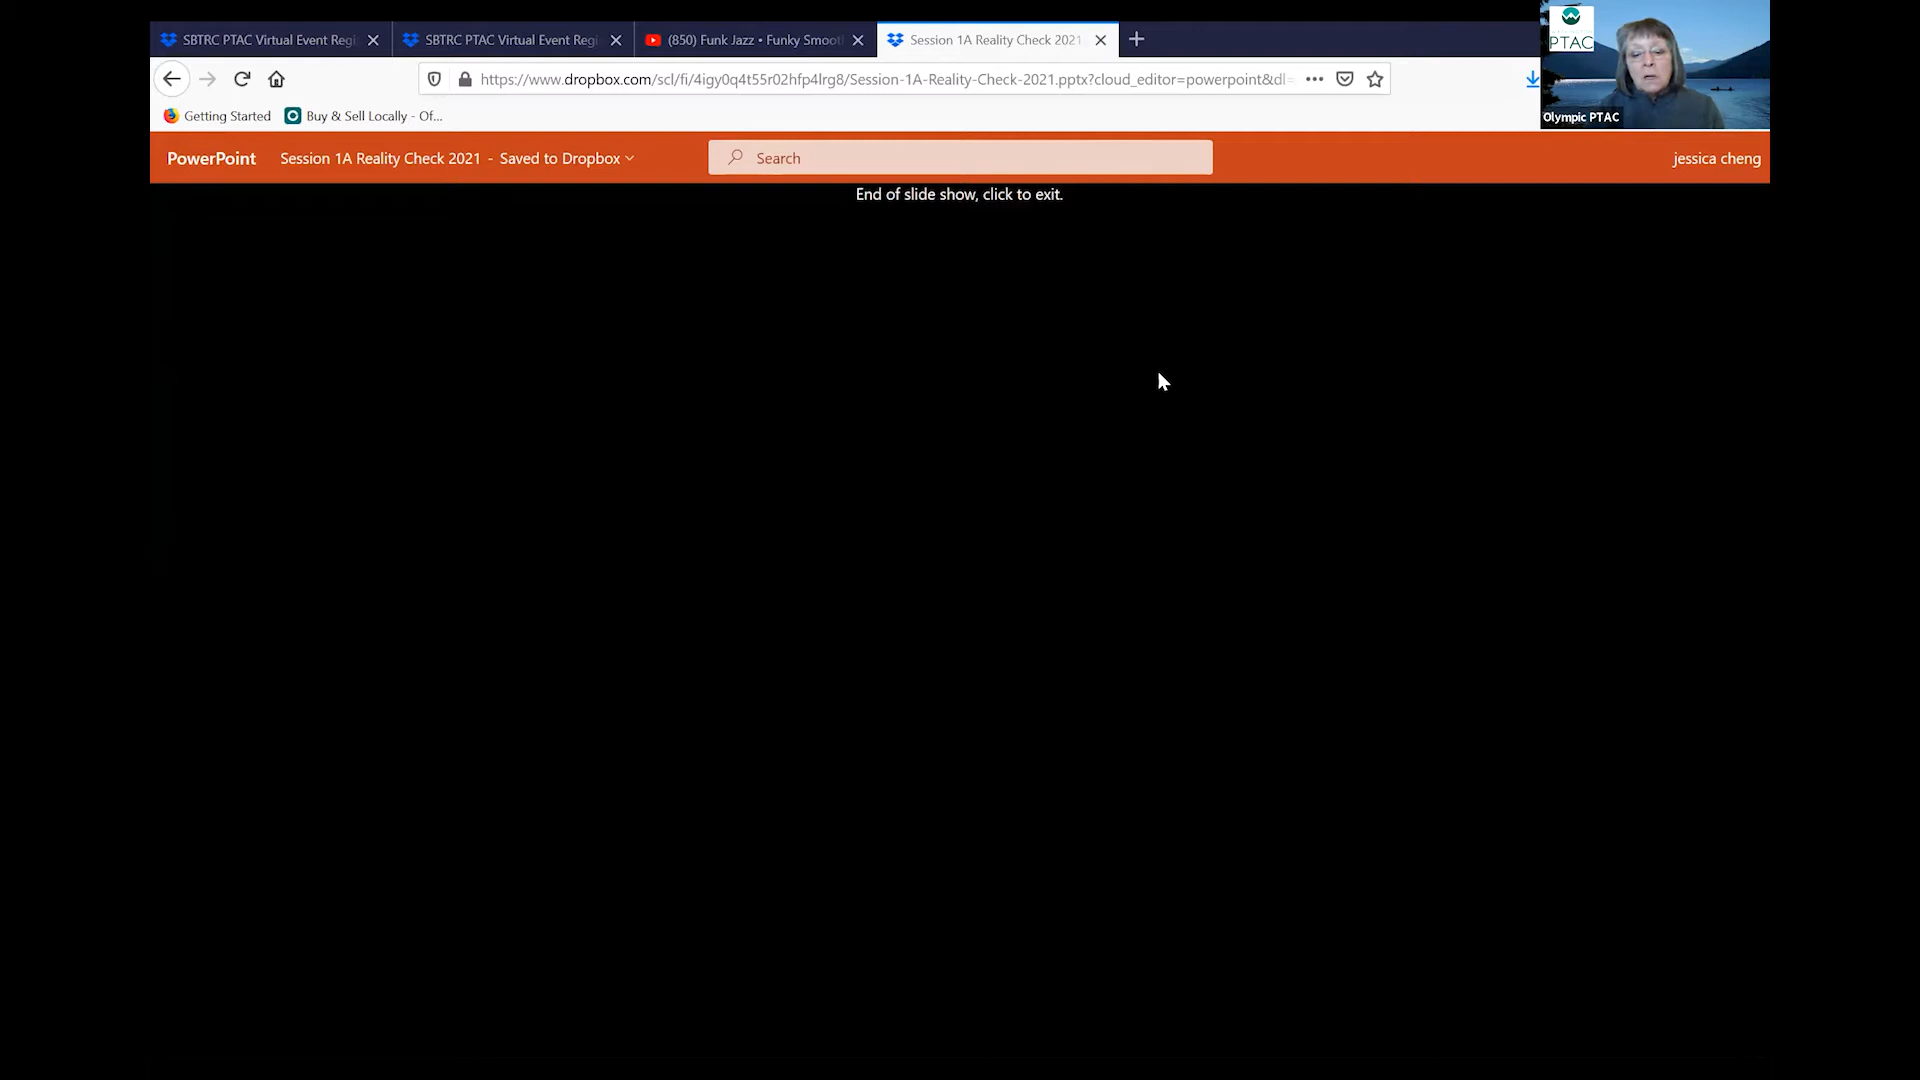 SBTRC PTAC Virtual Event Regi
SBTRC PTAC Virtual Event Regi
(850) Funk Jazz • Funky Smoot
Session 1A Reality Check 2021
https://www.dropbox.com/scl/fi/4igy0q4t55r02hfp4lrg8/Session-1A-Reality-Check-2021.pptx?cloud_editor=powerpoint&dl=
Getting Started
Buy & Sell Locally - Of...
PTAC
Olympic PTAC
PowerPoint
Session 1A Reality Check 2021 - Saved to Dropbox
Search
jessica cheng
End of slide show, click to exit.